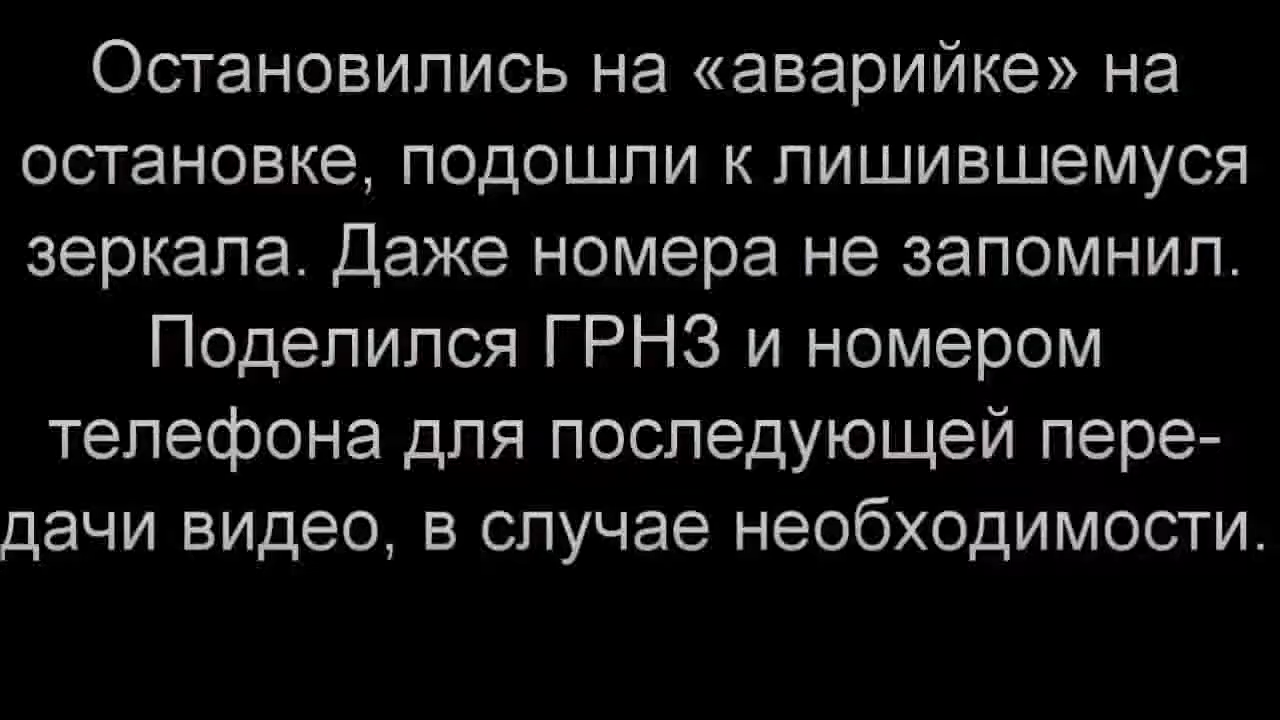 Остановились на «аварийке» на
остановке, подошли к лишившемуся
зеркала. Даже номера не запомнил.
Поделился ГРНЗ и номером
телефона для последующей пере-
дачи видео, в случае необходимости.